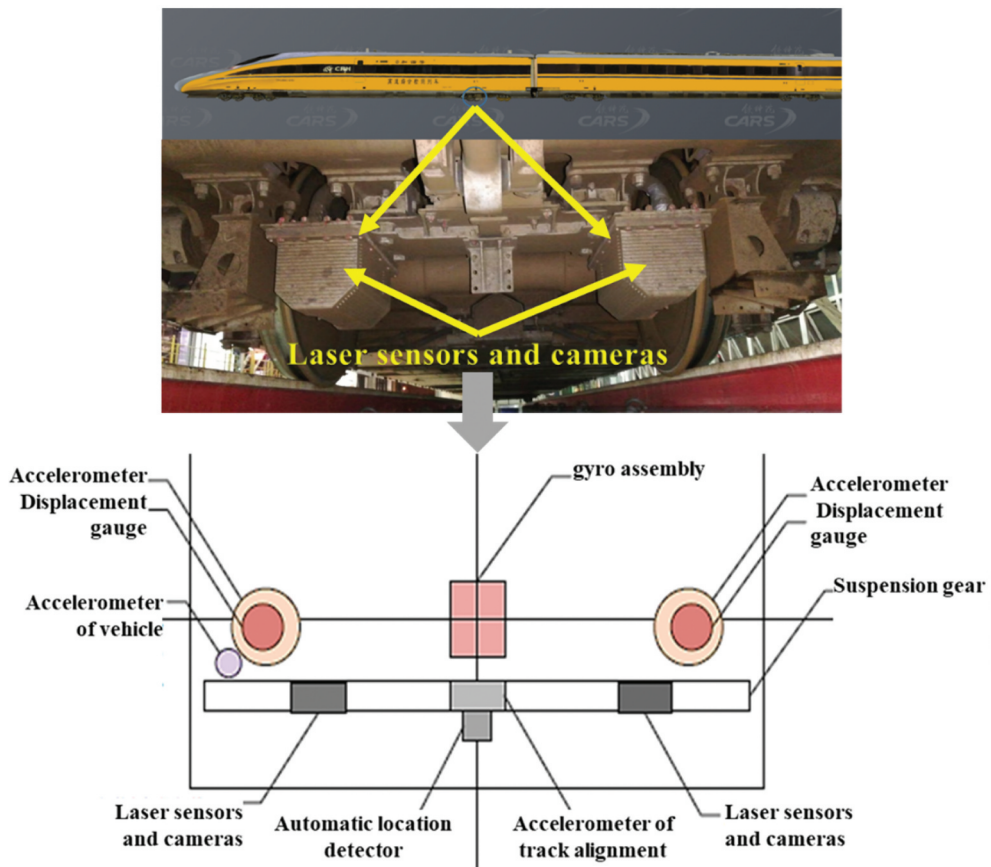 CARS
CARS
CARS
CARS
Laser sensors and cameras
Accelerometer
Displacement
gauge
Accelerometer
of vehicle
gyro assembly
Accelerometer
Displacement
gauge
Suspension gear
Laser sensors
and cameras
Automatic location
detector
Accelerometer of
track alignment
Laser sensors
and cameras